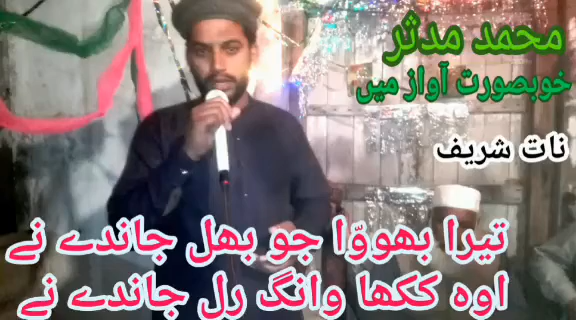 محمد مدثر
خوبصورت آواز میں
نات شریف
تیرا بھووّا جو بھل جاندے نے
اوہ ککھا وانگ رل جاندے نے